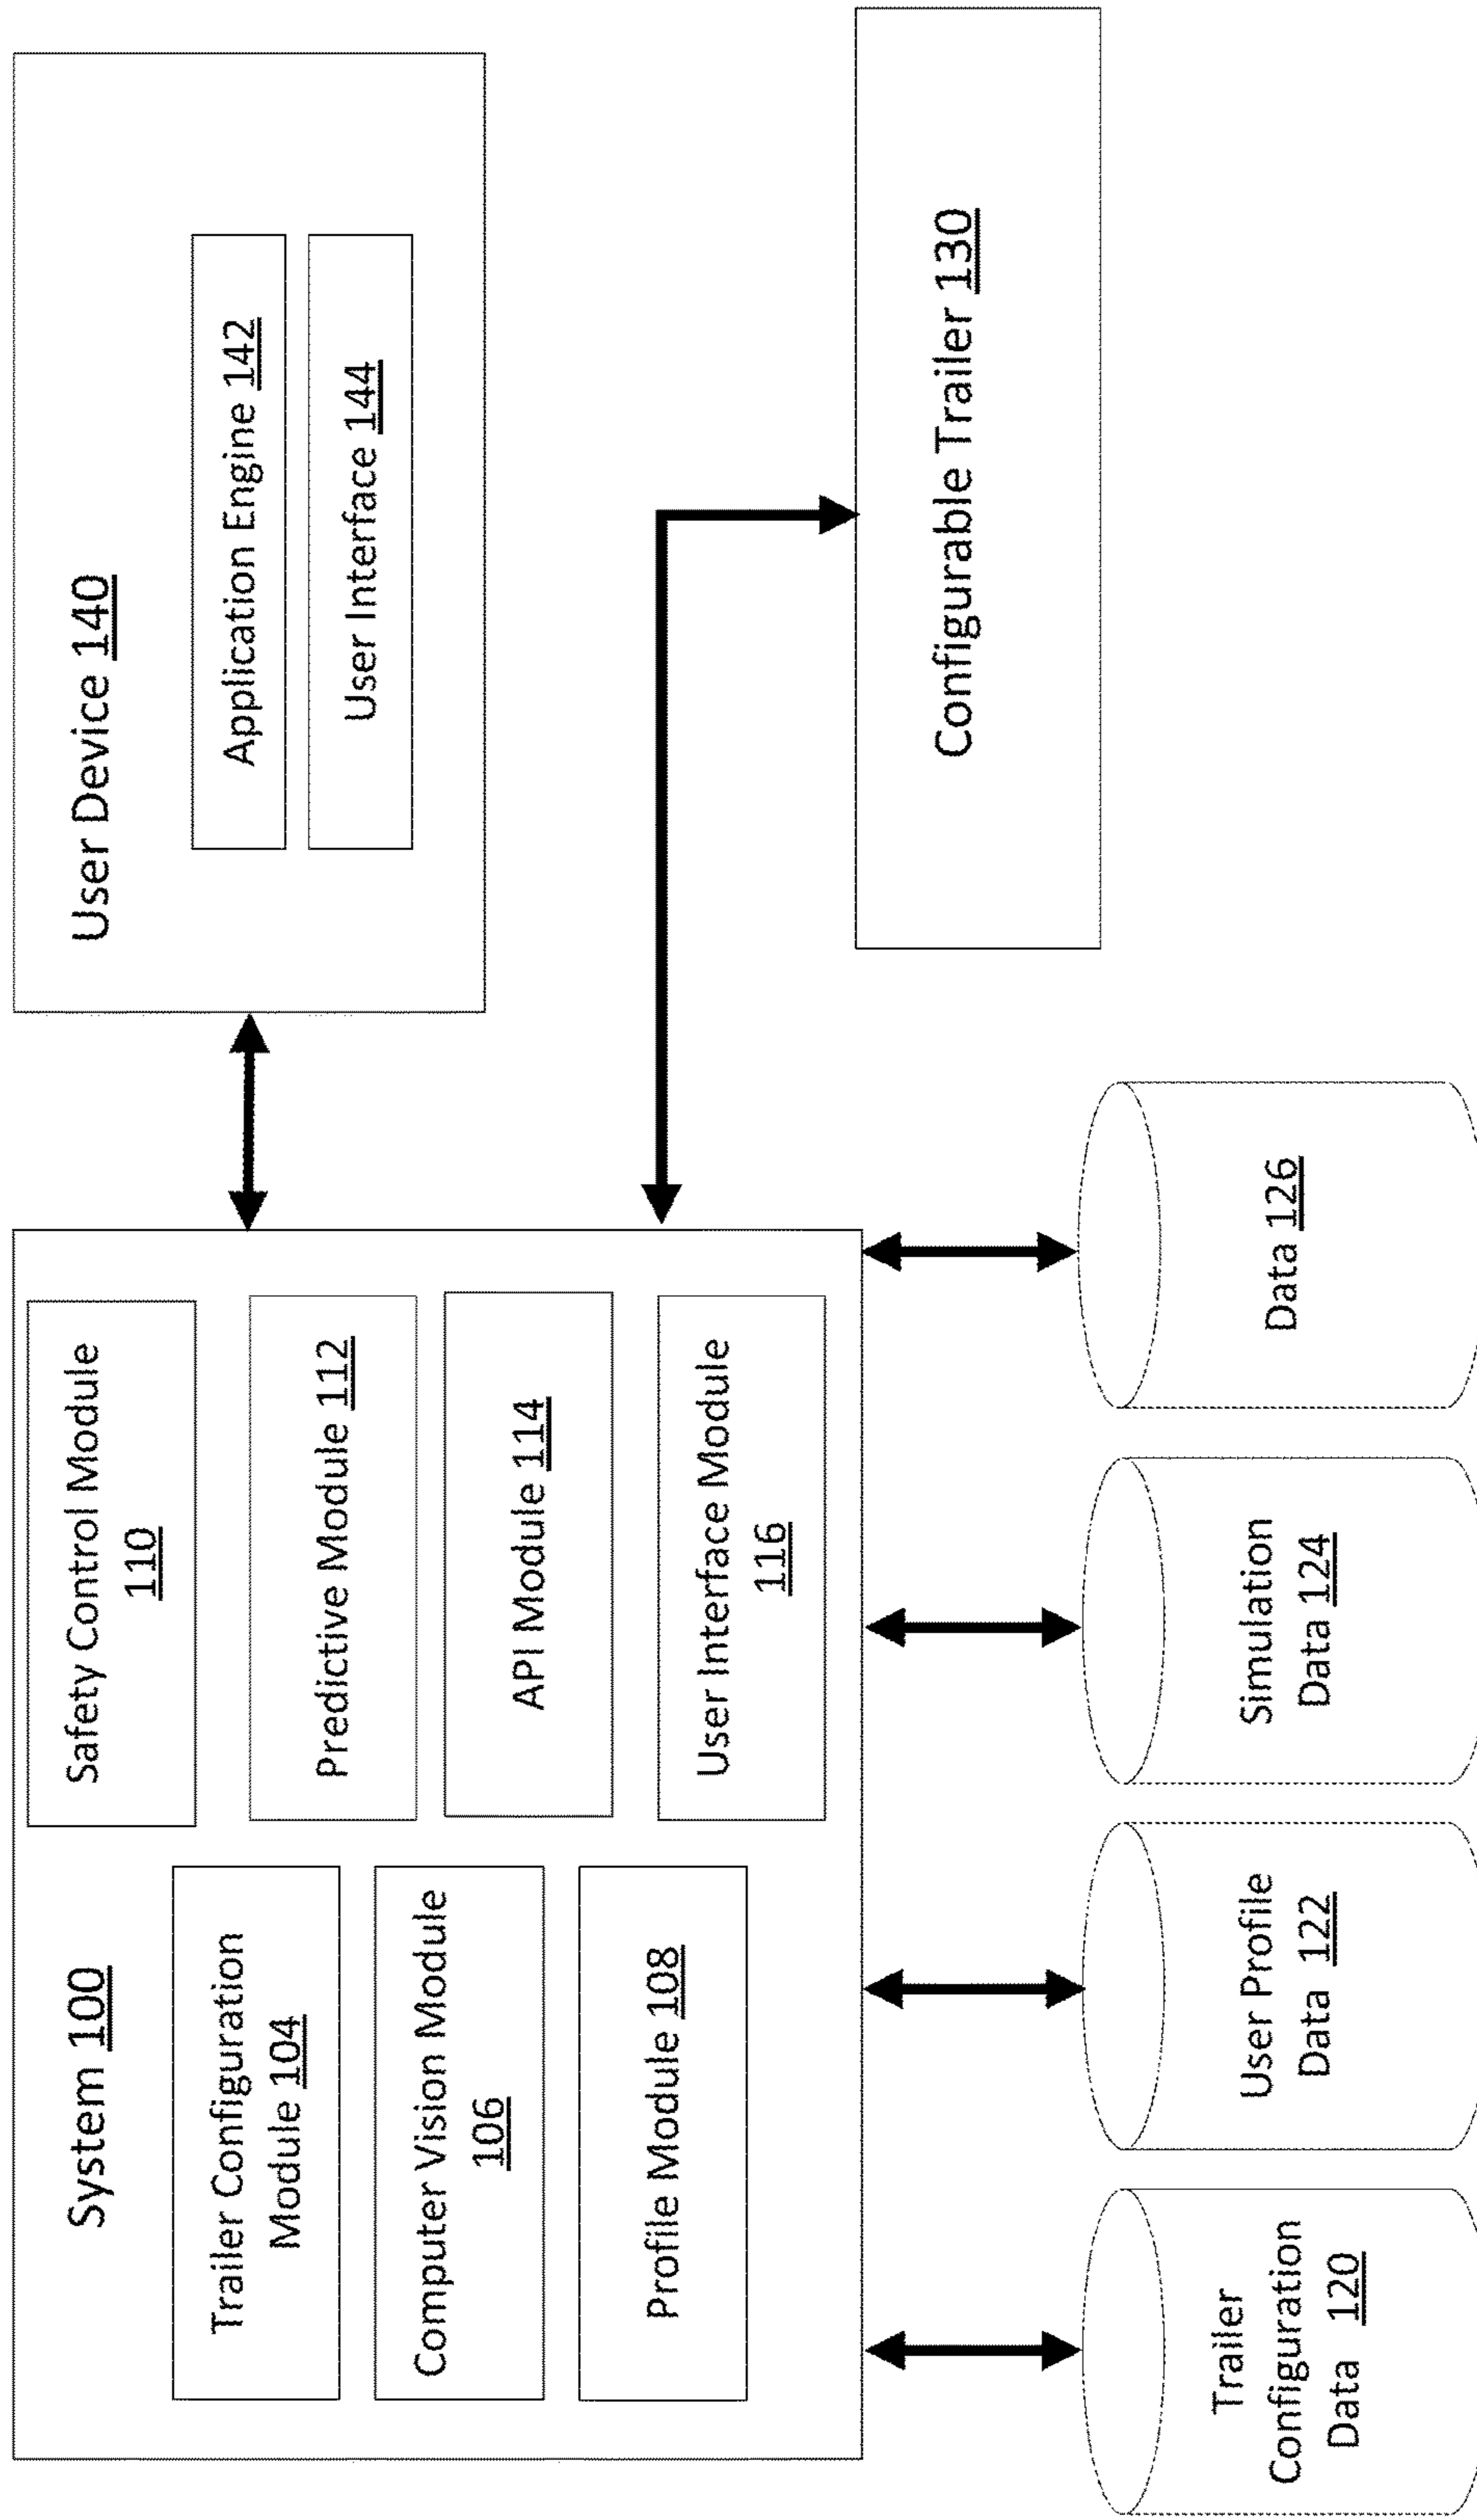 System 100
Trailer Configuration
Module 104
Computer Vision Module
106
Profile Module 108
Safety Control Module
110
Predictive Module 112
API Module 114
User Interface Module
116
User Device 140
Application Engine 142
User Interface 144
Configurable Trailer 130
Trailer
Configuration
Data 120
User Profile
Data 122
Simulation
Data 124
Data 126